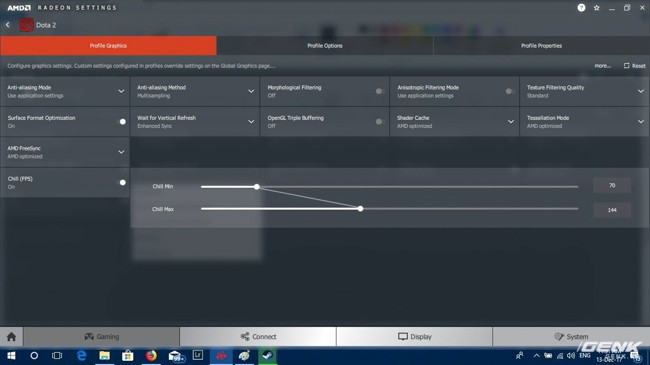 AMD RADEON SETTINGS
Dota 2
Profile Graphics
Profile Options
Profile Properties
Configure graphics settings. Custom settings configured in profiles override settings on the Global Graphics page....
more...
Reset
Anti-aliasing Mode
Use application settings
Anti-aliasing Method
Multisampling
Morphological Filtering
Off
Anisotropic Filtering Mode
Use application settings
Texture Filtering Quality
Standard
Surface Format Optimization
On
Wait for Vertical Refresh
Enhanced Sync
OpenGL Triple Buffering
Off
Shader Cache
AMD optimized
Tessellation Mode
AMD optimized
AMD FreeSync
AMD optimized
Chill (FPS)
On
Chill Min
70
Chill Max
144
Gaming
Connect
Display
System
99+
ENG
13-Dec-17
GENK